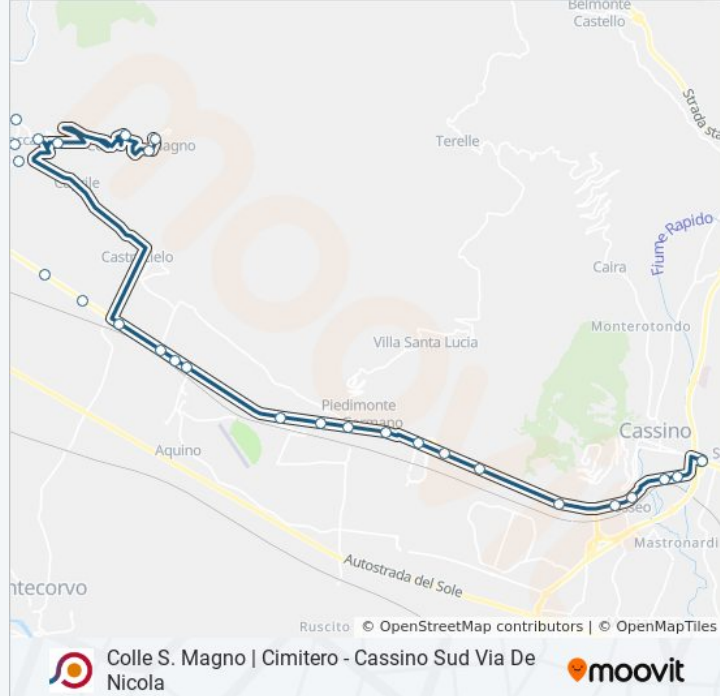 Belmonte
Castello
Strada sta
Terelle
Magno
Fiume Rapido
Caprile
Castrocielo
Caira
Monterotondo
Villa Santa Lucia
Piedimonte
Cassino
Aquino
Mastronardi
Autostrada del Sole
ntecorvo
Ruscito
© OpenStreetMap contributors | © OpenMapTiles
Colle S. Magno | Cimitero - Cassino Sud Via De
Nicola
moovit